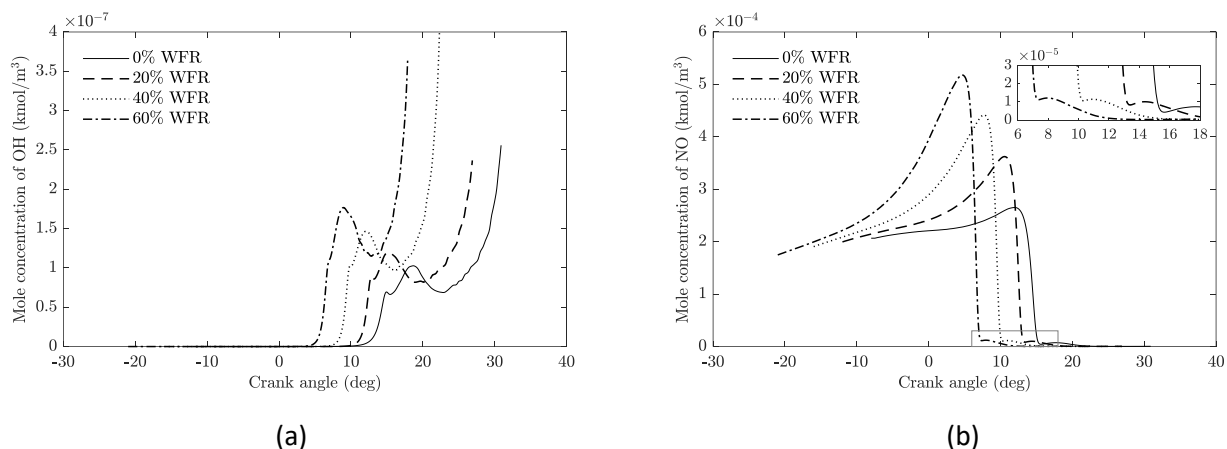 ×10⁻⁷
4
3.5
3
2.5
2
1.5
1
0.5
0
-30 -20 -10 0 10 20 30 40
Crank angle (deg)
Mole concentration of OH (kmol/m³)
0% WFR
20% WFR
40% WFR
60% WFR
(a)
×10⁻⁴
6
5
4
3
2
1
0
-30 -20 -10 0 10 20 30 40
Crank angle (deg)
Mole concentration of NO (kmol/m³)
0% WFR
20% WFR
40% WFR
60% WFR
×10⁻⁵
3
2
1
0
6 8 10 12 14 16 18
(b)